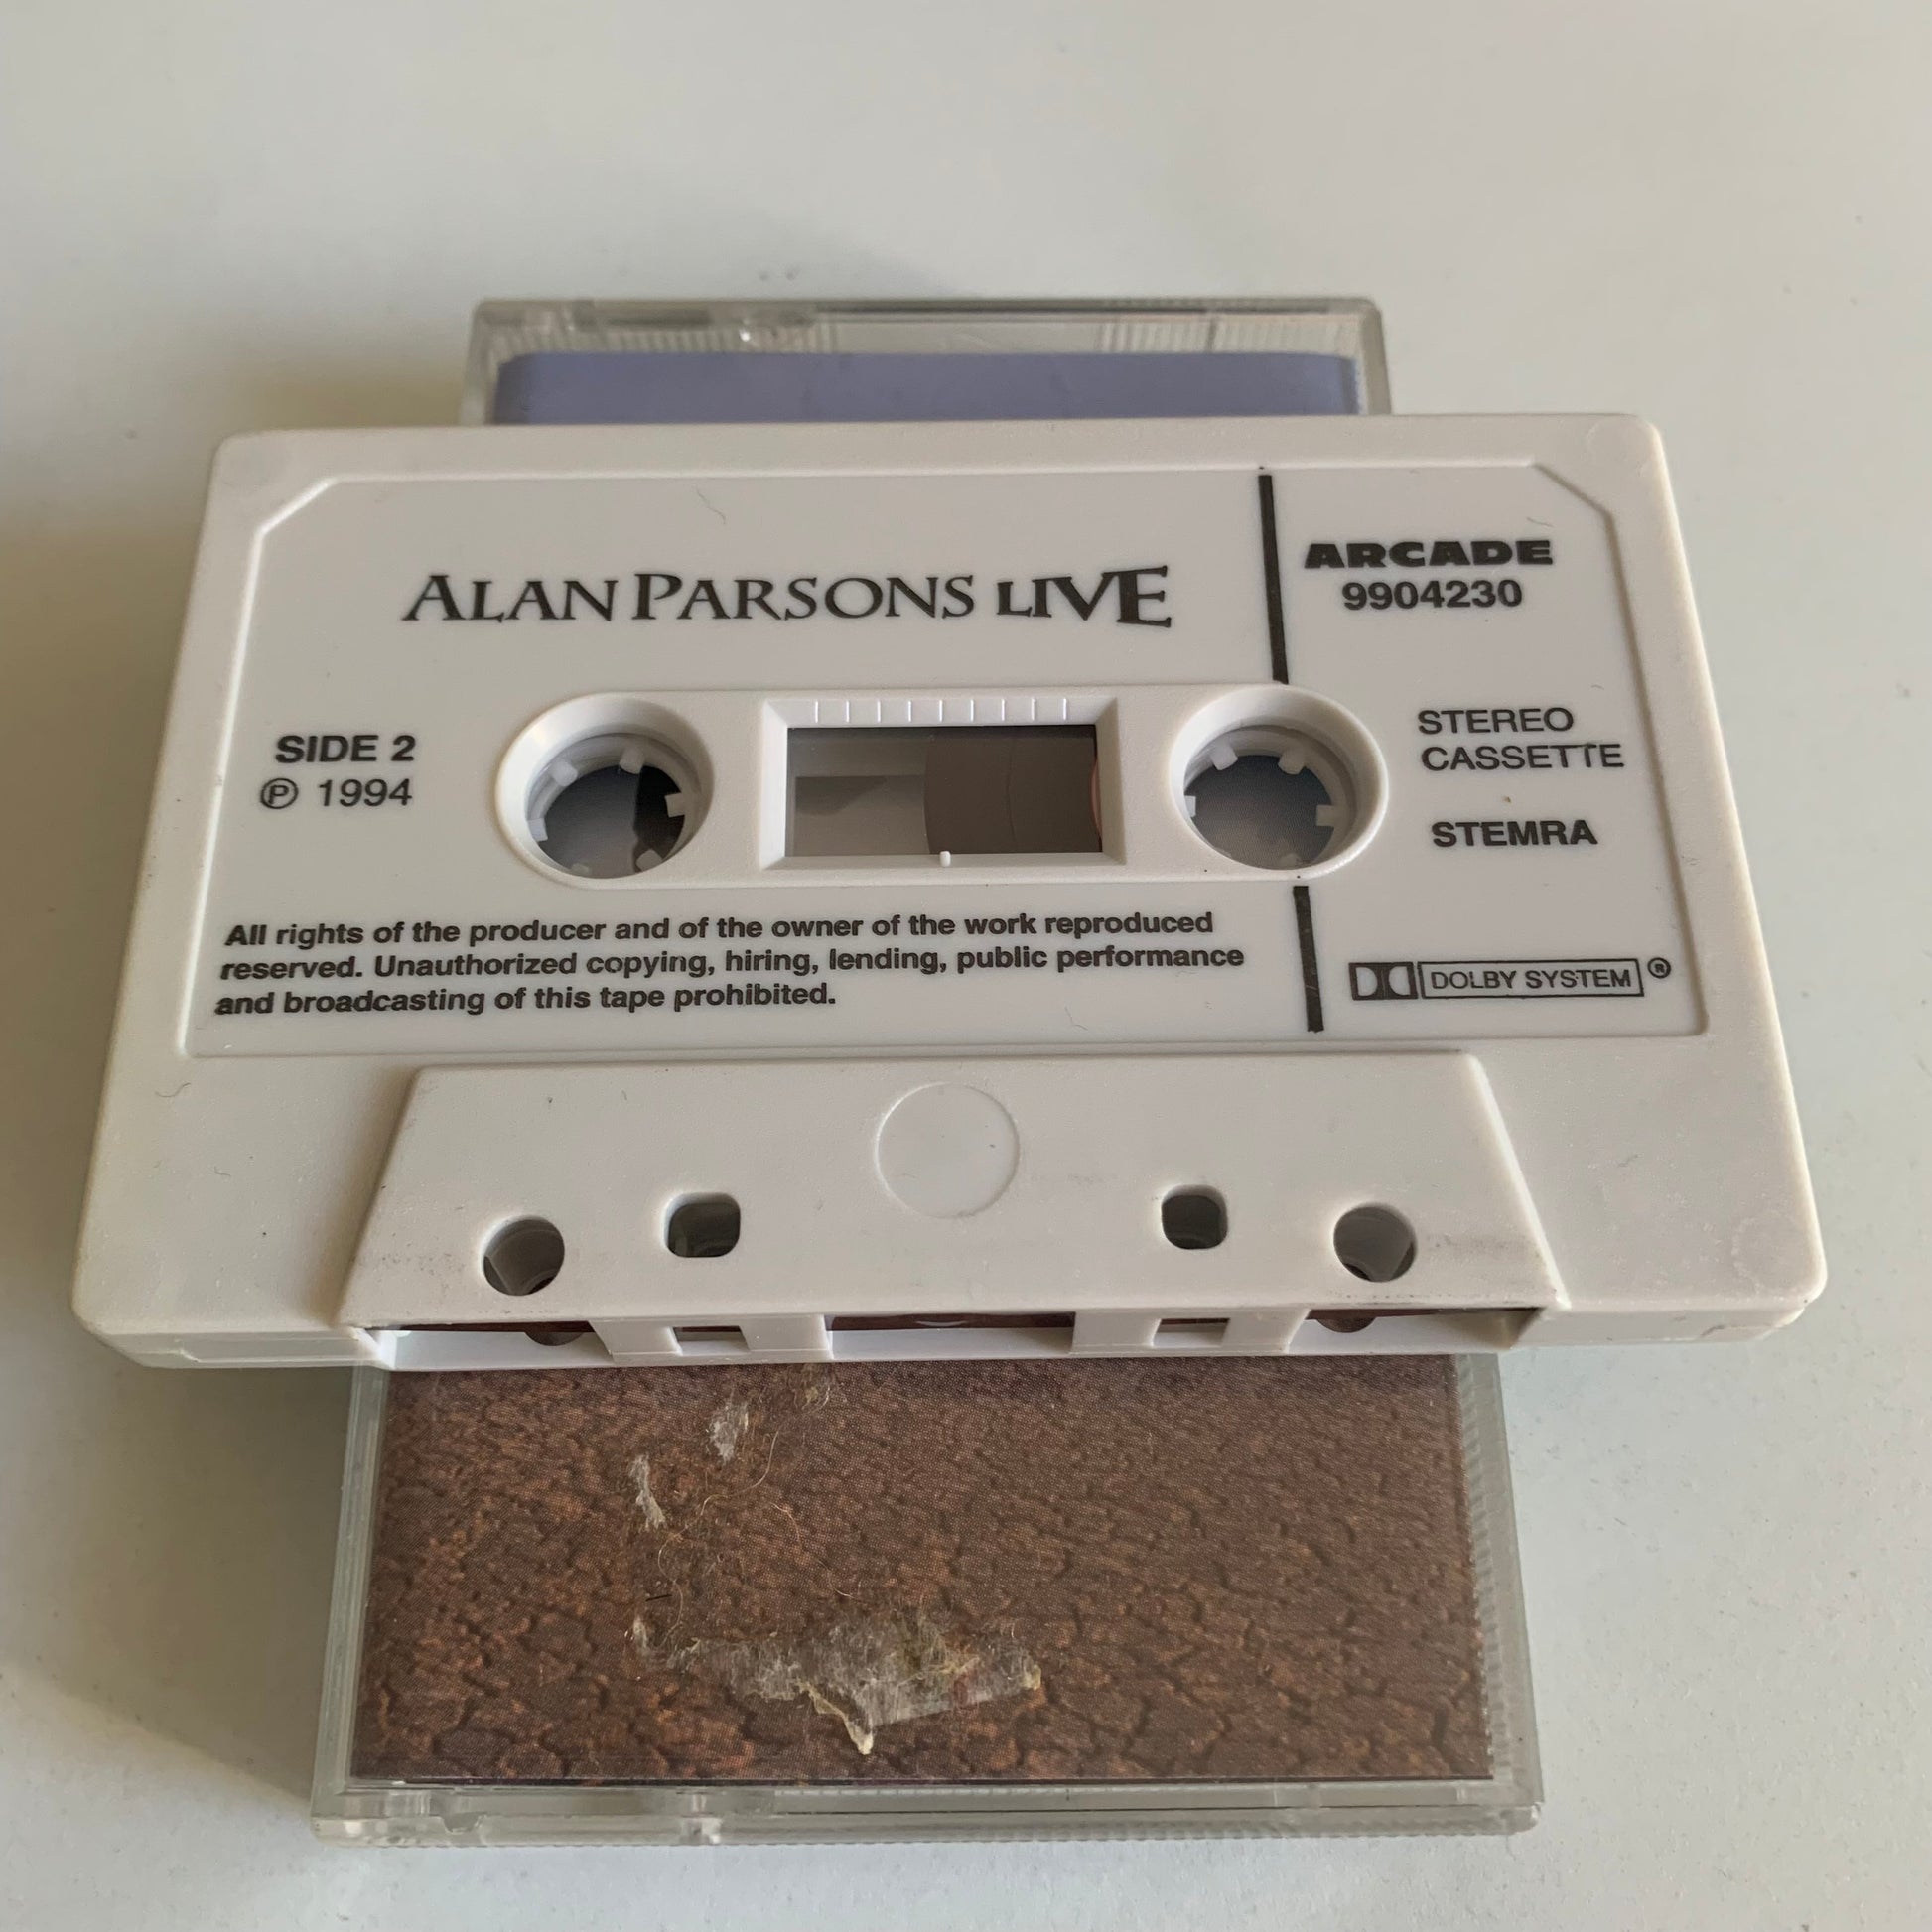 ALAN PARSONS LIVE
ARCADE
9904230
SIDE 2
℗ 1994
STEREO
CASSETTE
STEMRA
All rights of the producer and of the owner of the work reproduced
reserved. Unauthorized copying, hiring, lending, public performance
and broadcasting of this tape prohibited.
DOLBY SYSTEM ®